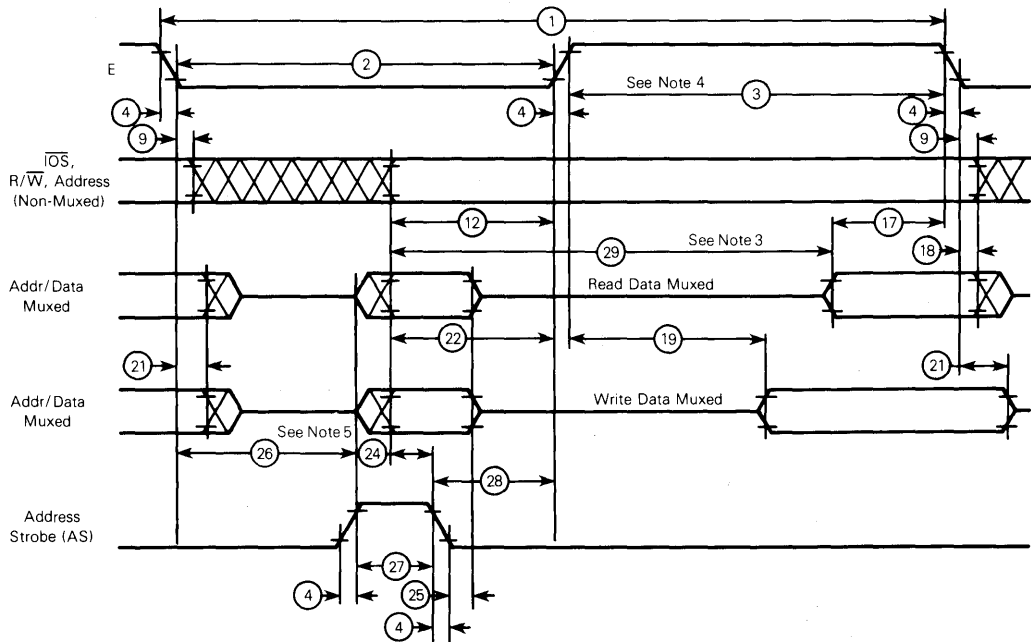 1
E
2
See Note 4
3
4
4
4
9
9
IOS,
R/W, Address
(Non-Muxed)
12
17
29
See Note 3
18
Addr/Data
Muxed
Read Data Muxed
22
19
21
21
Addr/Data
Muxed
Write Data Muxed
See Note 5
26
24
28
Address
Strobe (AS)
4
27
25
4